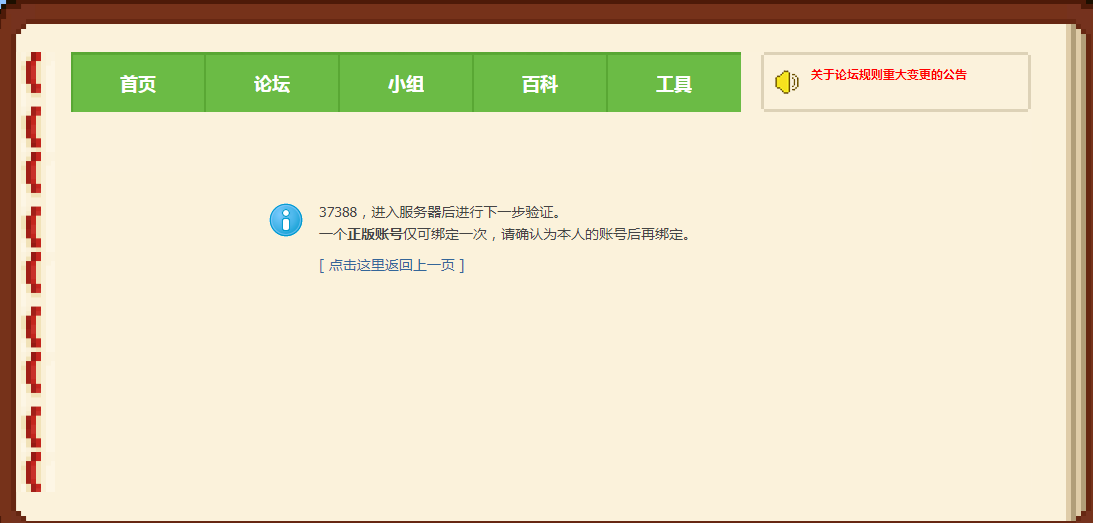 首页 论坛 小组 百科 工具
关于论坛规则重大变更的公告
37388，进入服务器后进行下一步验证。
一个正版账号仅可绑定一次，请确认为本人的账号后再绑定。
[ 点击这里返回上一页 ]